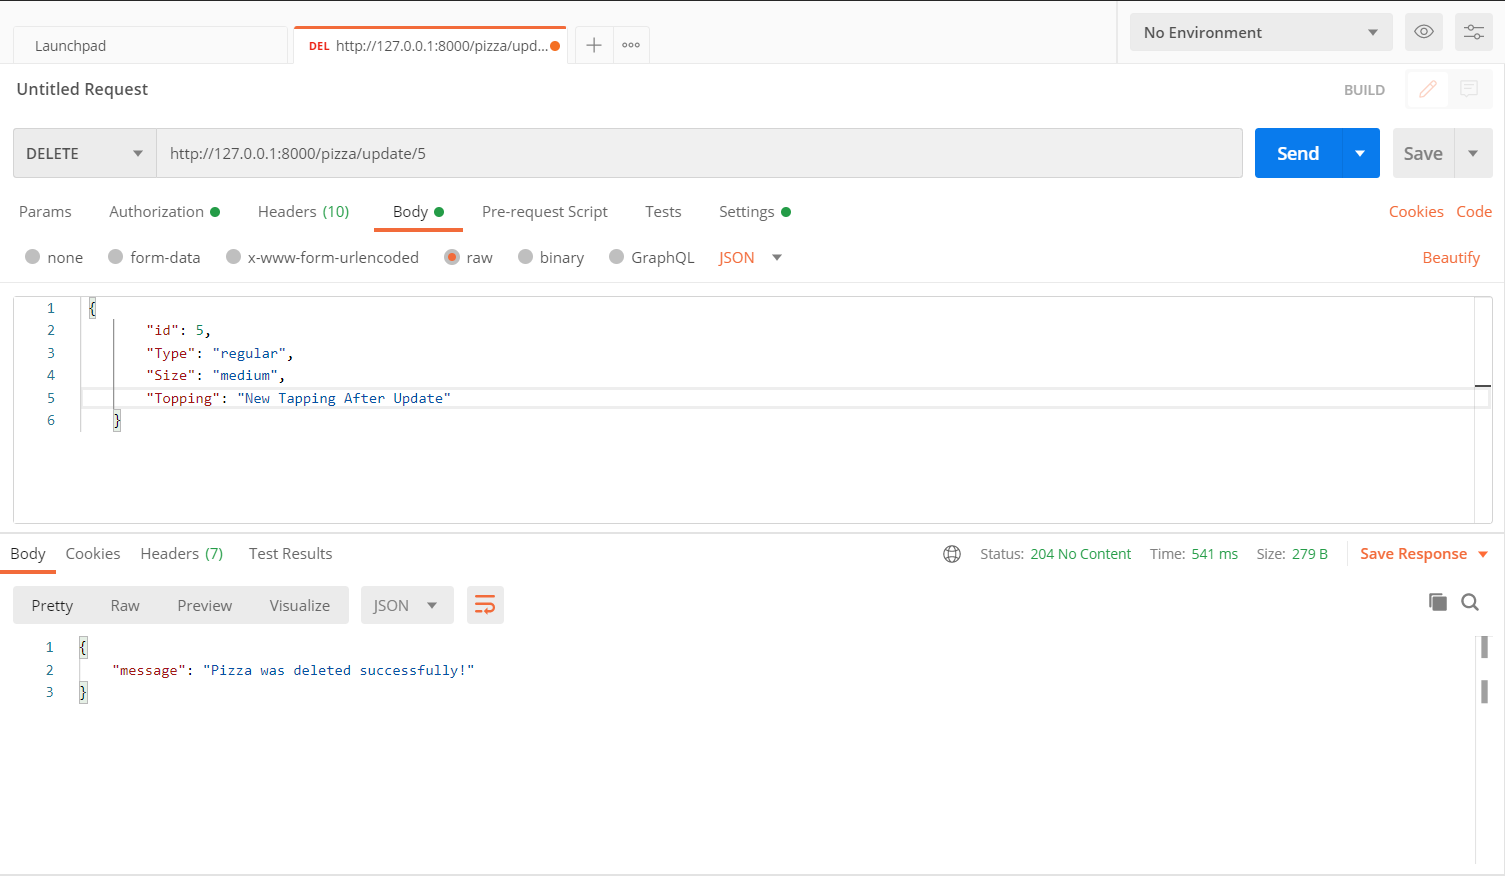 Launchpad
DEL http://127.0.0.1:8000/pizza/upd...
No Environment
Untitled Request
BUILD
DELETE
http://127.0.0.1:8000/pizza/update/5
Send
Save
Params Authorization Headers (10) Body Pre-request Script Tests Settings Cookies Code
none form-data x-www-form-urlencoded raw binary GraphQL JSON Beautify
1 {
2 "id": 5,
3 "Type": "regular",
4 "Size": "medium",
5 "Topping": "New Tapping After Update"
6 }
Body Cookies Headers (7) Test Results Status: 204 No Content Time: 541 ms Size: 279 B Save Response
Pretty Raw Preview Visualize JSON
1 {
2 "message": "Pizza was deleted successfully!"
3 }